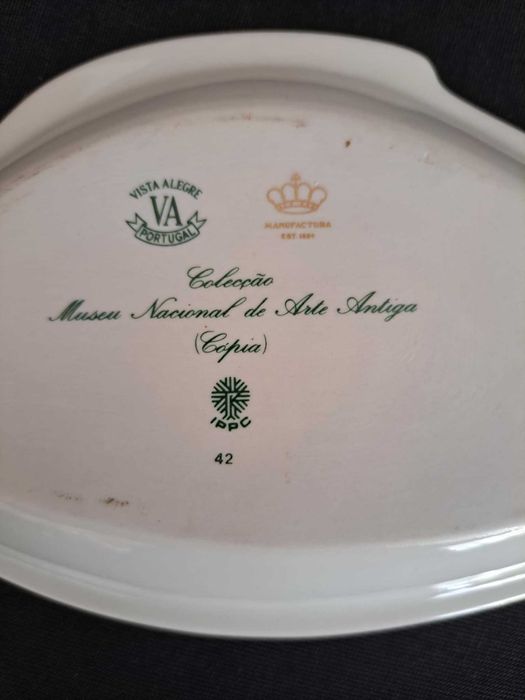 VISTA ALEGRE
VA
PORTUGAL
MANUFACTURA
EST. 1824
Colecção
Museu Nacional de Arte Antiga
(Cópia)
IPPC
42